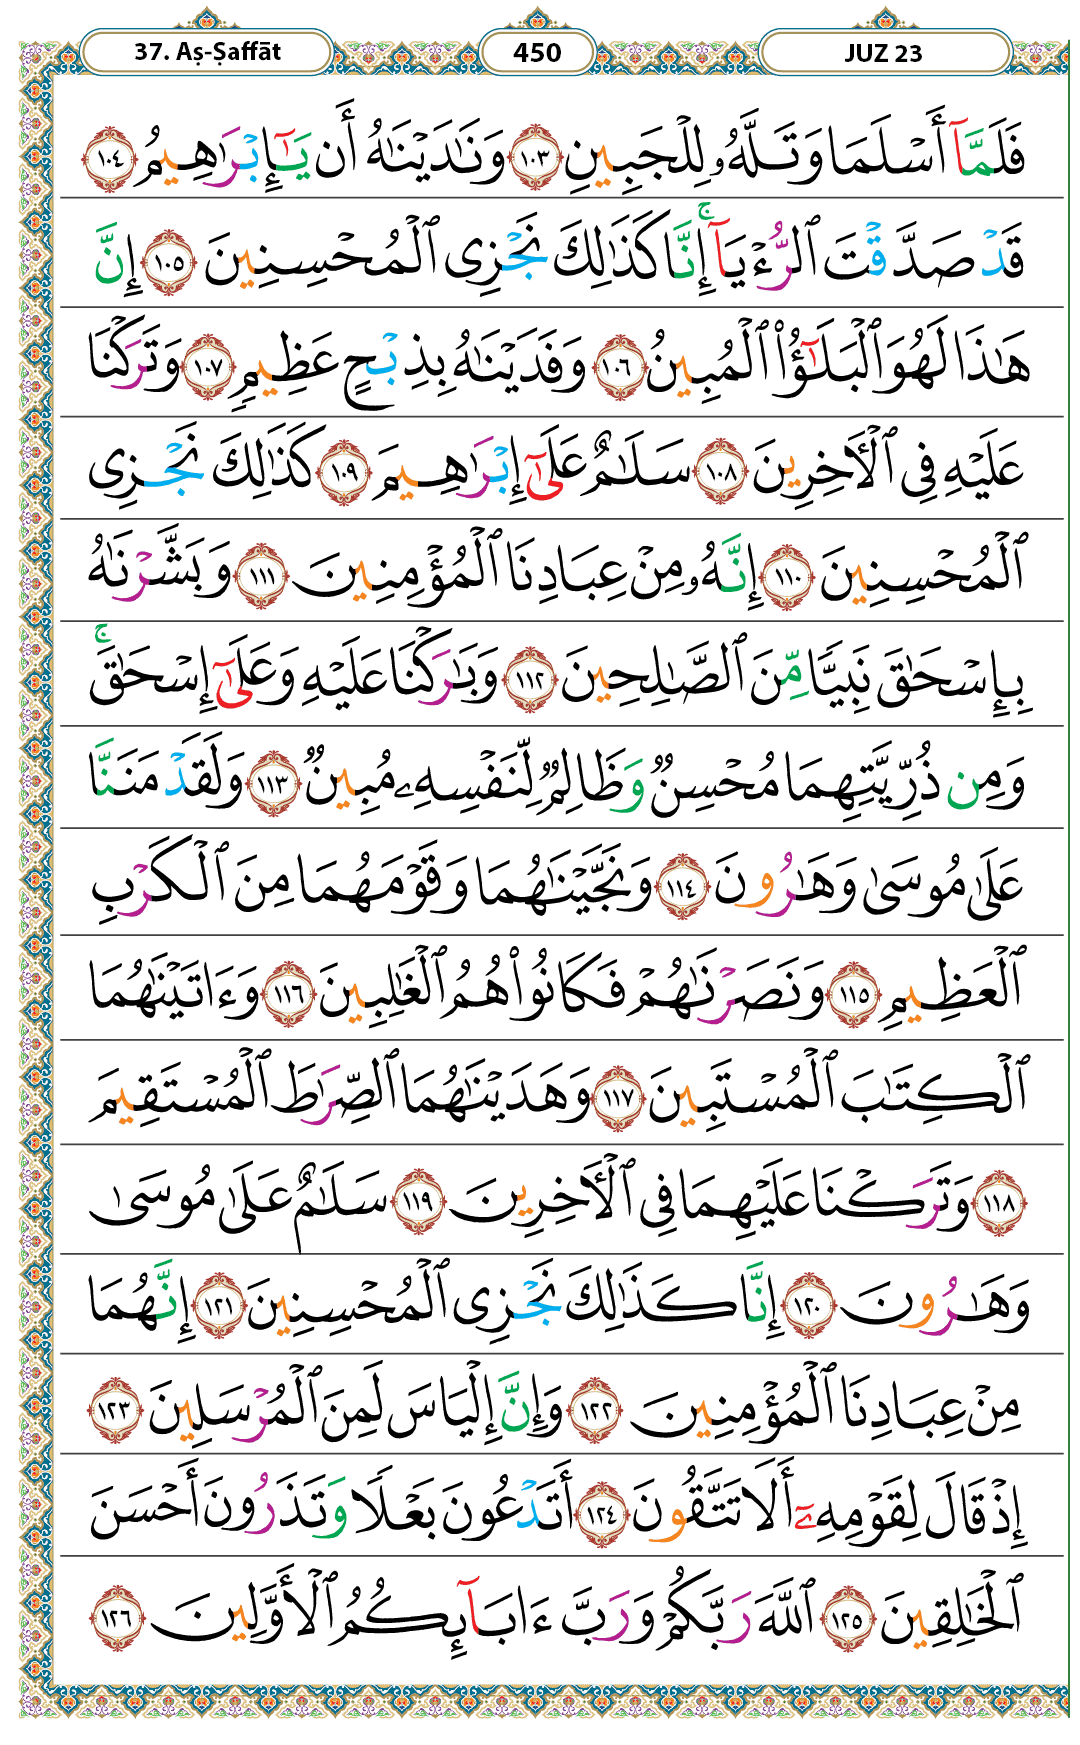 37. Aṣ-Ṣaffāt
450
JUZ 23
فَلَمَّآ أَسْلَمَا وَتَلَّهُۥ لِلْجَبِينِ ١٠٣ وَنَٰدَيْنَٰهُ أَن يَٰٓإِبْرَٰهِيمُ ١٠٤
قَدْ صَدَّقْتَ ٱلرُّءْيَآ ۚ إِنَّا كَذَٰلِكَ نَجْزِى ٱلْمُحْسِنِينَ ١٠٥ إِنَّ
هَٰذَا لَهُوَ ٱلْبَلَٰٓؤُا۟ ٱلْمُبِينُ ١٠٦ وَفَدَيْنَٰهُ بِذِبْحٍ عَظِيمٍ ١٠٧ وَتَرَكْنَا
عَلَيْهِ فِى ٱلْءَاخِرِينَ ١٠٨ سَلَٰمٌ عَلَىٰٓ إِبْرَٰهِيمَ ١٠٩ كَذَٰلِكَ نَجْزِى
ٱلْمُحْسِنِينَ ١١٠ إِنَّهُۥ مِنْ عِبَادِنَا ٱلْمُؤْمِنِينَ ١١١ وَبَشَّرْنَٰهُ
بِإِسْحَٰقَ نَبِيًّا مِّنَ ٱلصَّٰلِحِينَ ١١٢ وَبَٰرَكْنَا عَلَيْهِ وَعَلَىٰٓ إِسْحَٰقَ ۚ
وَمِن ذُرِّيَّتِهِمَا مُحْسِنٌ وَظَالِمٌ لِّنَفْسِهِۦ مُبِينٌ ١١٣ وَلَقَدْ مَنَنَّا
عَلَىٰ مُوسَىٰ وَهَٰرُونَ ١١٤ وَنَجَّيْنَٰهُمَا وَقَوْمَهُمَا مِنَ ٱلْكَرْبِ
ٱلْعَظِيمِ ١١٥ وَنَصَرْنَٰهُمْ فَكَانُوا۟ هُمُ ٱلْغَٰلِبِينَ ١١٦ وَءَاتَيْنَٰهُمَا
ٱلْكِتَٰبَ ٱلْمُسْتَبِينَ ١١٧ وَهَدَيْنَٰهُمَا ٱلصِّرَٰطَ ٱلْمُسْتَقِيمَ
١١٨ وَتَرَكْنَا عَلَيْهِمَا فِى ٱلْءَاخِرِينَ ١١٩ سَلَٰمٌ عَلَىٰ مُوسَىٰ
وَهَٰرُونَ ١٢٠ إِنَّا كَذَٰلِكَ نَجْزِى ٱلْمُحْسِنِينَ ١٢١ إِنَّهُمَا
مِنْ عِبَادِنَا ٱلْمُؤْمِنِينَ ١٢٢ وَإِنَّ إِلْيَاسَ لَمِنَ ٱلْمُرْسَلِينَ ١٢٣
إِذْ قَالَ لِقَوْمِهِۦٓ أَلَا تَتَّقُونَ ١٢٤ أَتَدْعُونَ بَعْلًا وَتَذَرُونَ أَحْسَنَ
ٱلْخَٰلِقِينَ ١٢٥ ٱللَّهَ رَبَّكُمْ وَرَبَّ ءَابَآئِكُمُ ٱلْأَوَّلِينَ ١٢٦